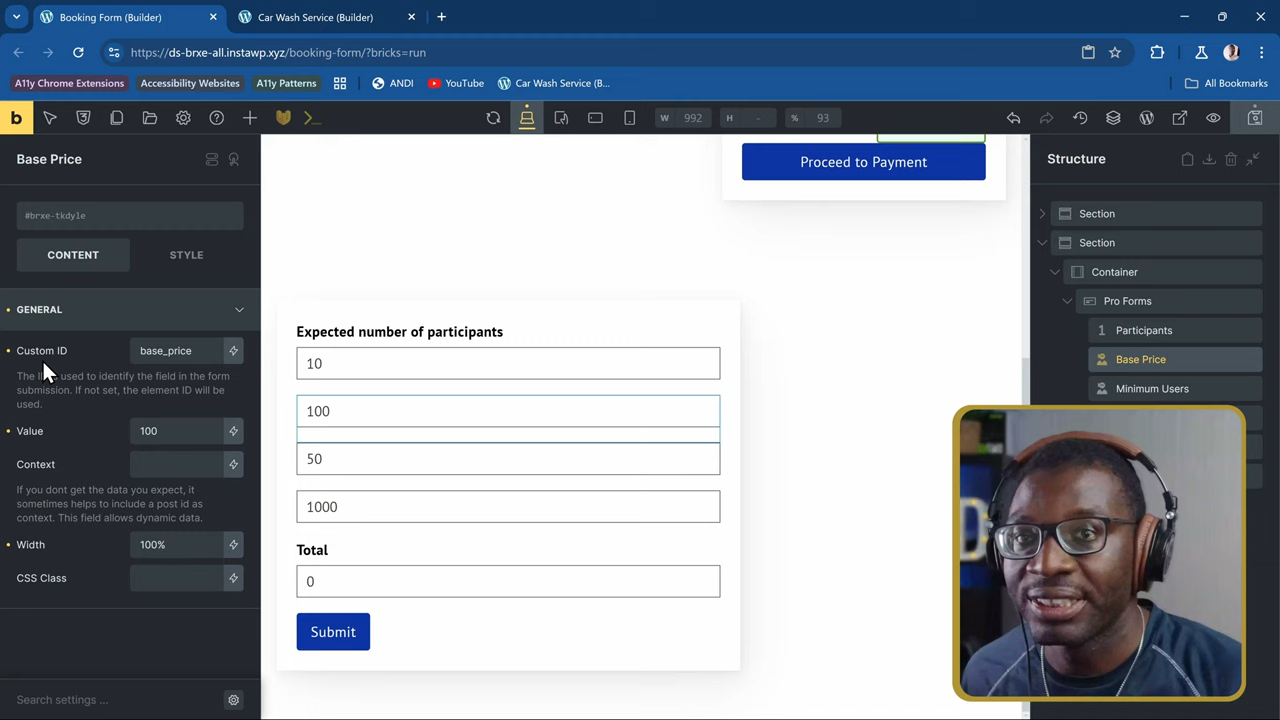 Booking Form (Builder)
Car Wash Service (Builder)
https://ds-brxe-all.instawp.xyz/booking-form/?bricks=run
A11y Chrome Extensions
Accessibility Websites
A11y Patterns
ANDI
YouTube
Car Wash Service (B...
All Bookmarks
b
W 992
H -
% 93
Base Price
#brxe-tkdyle
CONTENT
STYLE
GENERAL
Custom ID
base_price
used to identify the field in the form
submission. If not set, the element ID will be
used.
Value
100
Context
If you dont get the data you expect, it
sometimes helps to include a post id as
context. This field allows dynamic data.
Width
100%
CSS Class
Search settings ...
Proceed to Payment
Expected number of participants
10
100
50
1000
Total
0
Submit
Structure
Section
Section
Container
Pro Forms
1 Participants
Base Price
Minimum Users